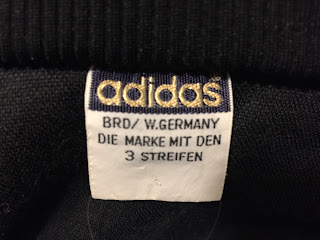 adidas
BRD/ W.GERMANY
DIE MARKE MIT DEN
3 STREIFEN